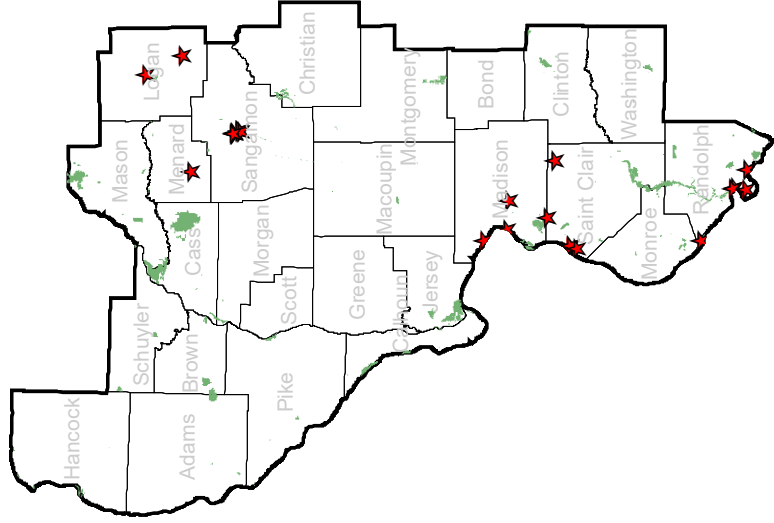 Logan
Christian
Mason
Menard
Sangamon
Montgomery
Bond
Clinton
Washington
Cass
Morgan
Macoupin
Madison
Saint Clair
Monroe
Randolph
Schuyler
Brown
Scott
Greene
Calhoun
Jersey
Hancock
Adams
Pike